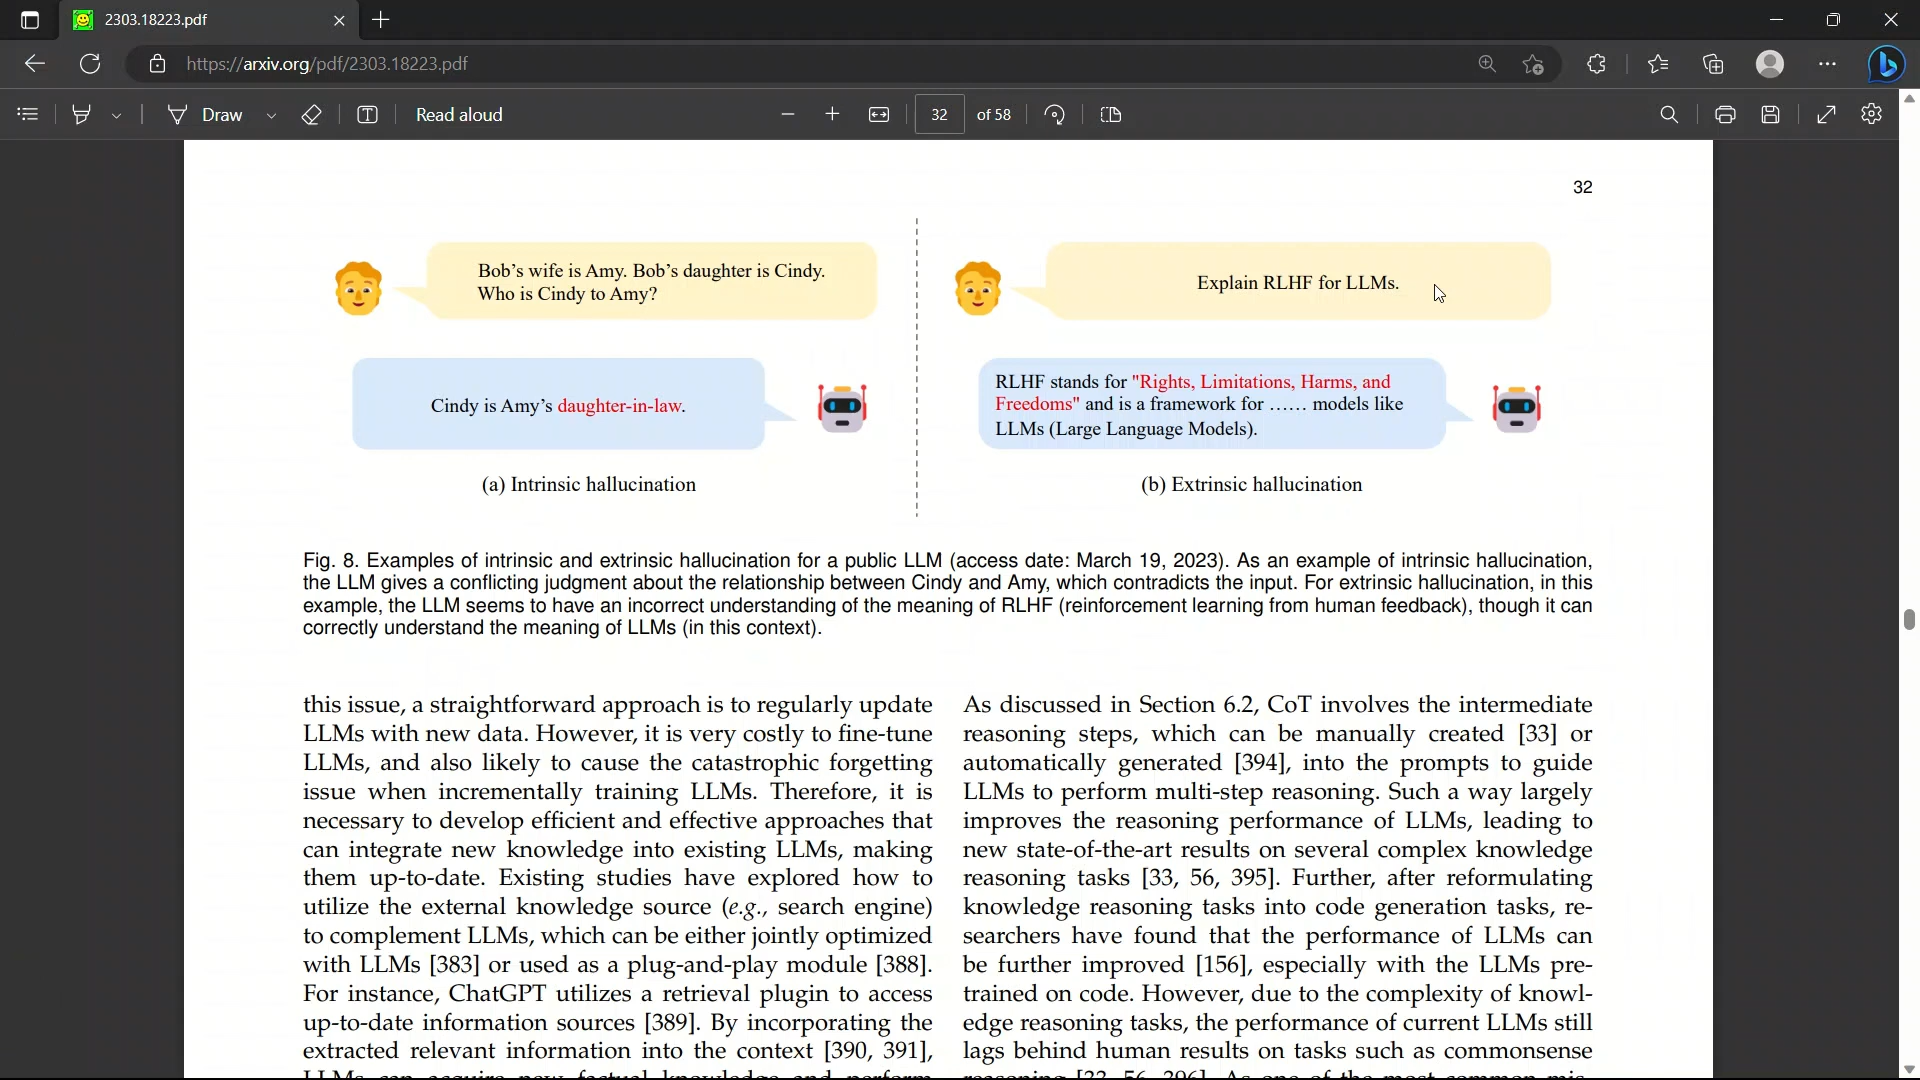 2303.18223.pdf
https://arxiv.org/pdf/2303.18223.pdf
Draw
Read aloud
32
of 58
32
Bob's wife is Amy. Bob's daughter is Cindy.
Who is Cindy to Amy?
Cindy is Amy's daughter-in-law.
(a) Intrinsic hallucination
Explain RLHF for LLMs.
RLHF stands for "Rights, Limitations, Harms, and
Freedoms" and is a framework for …… models like
LLMs (Large Language Models).
(b) Extrinsic hallucination
Fig. 8. Examples of intrinsic and extrinsic hallucination for a public LLM (access date: March 19, 2023). As an example of intrinsic hallucination,
the LLM gives a conflicting judgment about the relationship between Cindy and Amy, which contradicts the input. For extrinsic hallucination, in this
example, the LLM seems to have an incorrect understanding of the meaning of RLHF (reinforcement learning from human feedback), though it can
correctly understand the meaning of LLMs (in this context).
this issue, a straightforward approach is to regularly update
LLMs with new data. However, it is very costly to fine-tune
LLMs, and also likely to cause the catastrophic forgetting
issue when incrementally training LLMs. Therefore, it is
necessary to develop efficient and effective approaches that
can integrate new knowledge into existing LLMs, making
them up-to-date. Existing studies have explored how to
utilize the external knowledge source (e.g., search engine)
to complement LLMs, which can be either jointly optimized
with LLMs [383] or used as a plug-and-play module [388].
For instance, ChatGPT utilizes a retrieval plugin to access
up-to-date information sources [389]. By incorporating the
extracted relevant information into the context [390, 391],
LLMs can acquire new factual knowledge and perform
As discussed in Section 6.2, CoT involves the intermediate
reasoning steps, which can be manually created [33] or
automatically generated [394], into the prompts to guide
LLMs to perform multi-step reasoning. Such a way largely
improves the reasoning performance of LLMs, leading to
new state-of-the-art results on several complex knowledge
reasoning tasks [33, 56, 395]. Further, after reformulating
knowledge reasoning tasks into code generation tasks, re-
searchers have found that the performance of LLMs can
be further improved [156], especially with the LLMs pre-
trained on code. However, due to the complexity of knowl-
edge reasoning tasks, the performance of current LLMs still
lags behind human results on tasks such as commonsense
reasoning [33, 56, 396]. As one of the most common mis-